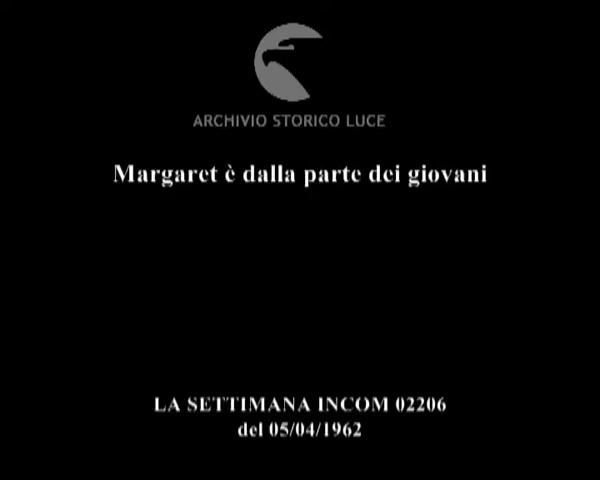 ARCHIVIO STORICO LUCE
Margaret è dalla parte dei giovani
LA SETTIMANA INCOM 02206
del 05/04/1962